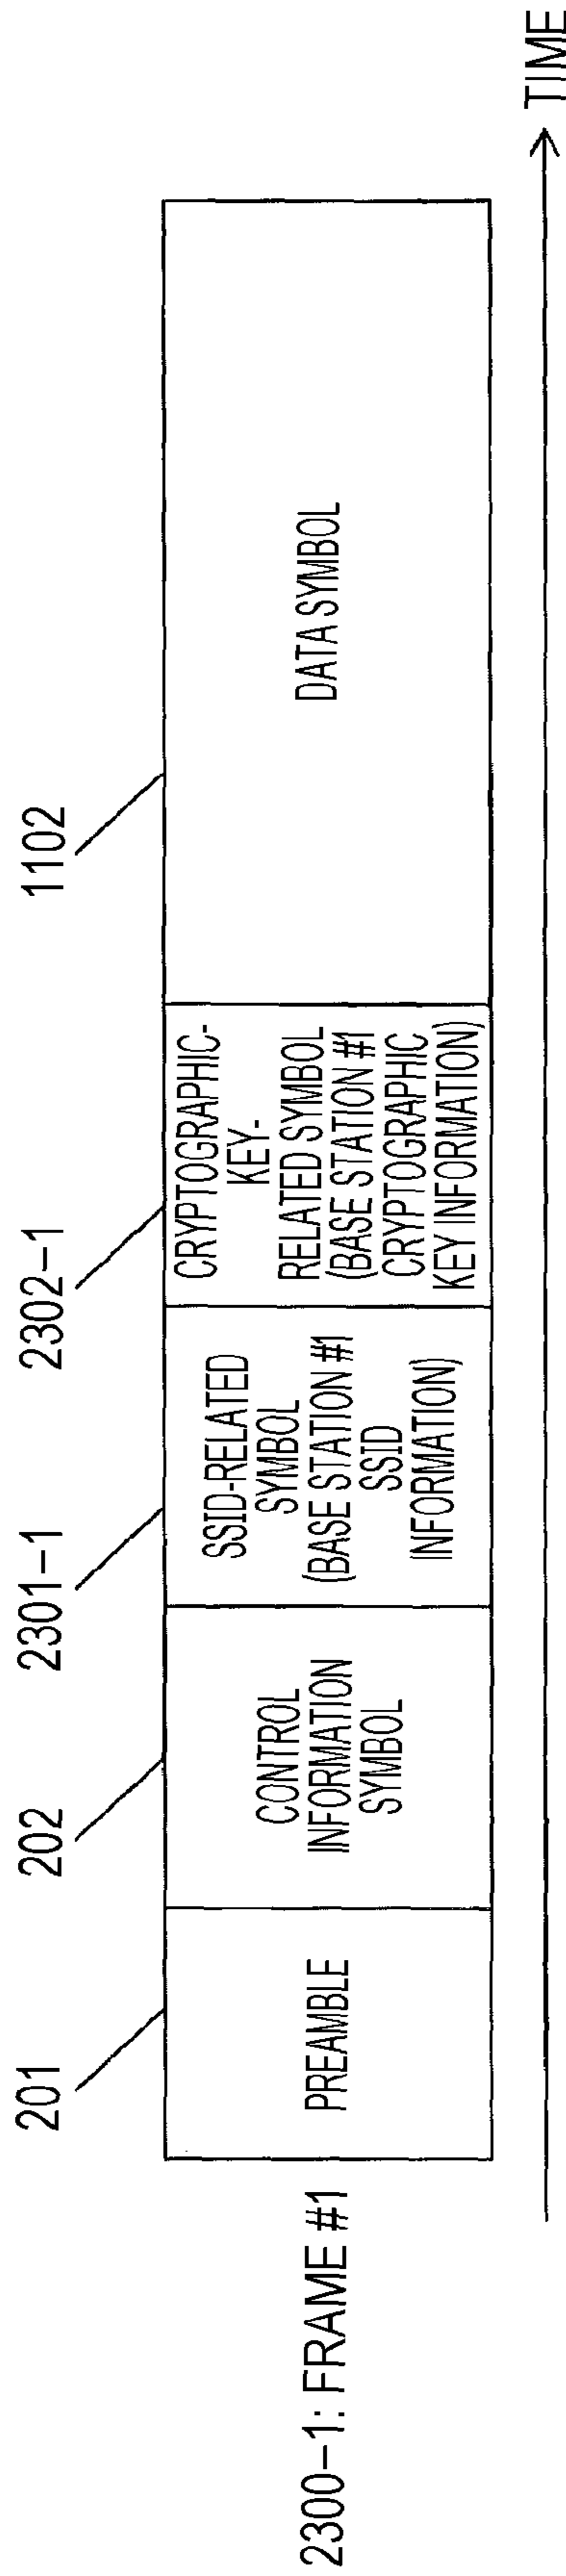 201
202
2301-1
2302-1
1102
2300-1: FRAME #1
PREAMBLE
CONTROL
INFORMATION
SYMBOL
SSID-RELATED
SYMBOL
(BASE STATION #1
SSID
INFORMATION)
CRYPTOGRAPHIC-
KEY-
RELATED SYMBOL
(BASE STATION #1
CRYPTOGRAPHIC
KEY INFORMATION)
DATA SYMBOL
TIME